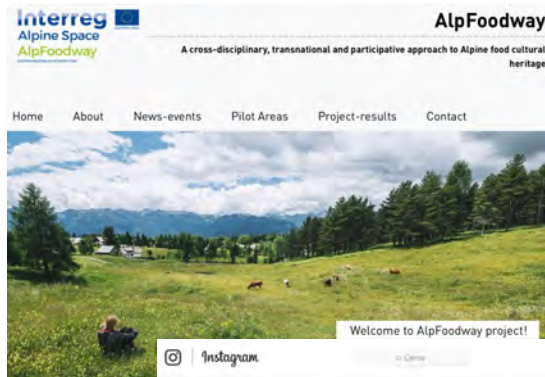 Interreg
Alpine Space
AlpFoodway
AlpFoodway
A cross-disciplinary, transnational and participative approach to Alpine food cultural
heritage
Home About News-events Pilot Areas Project-results Contact
Welcome to AlpFoodway project!
Instagram
Cerca